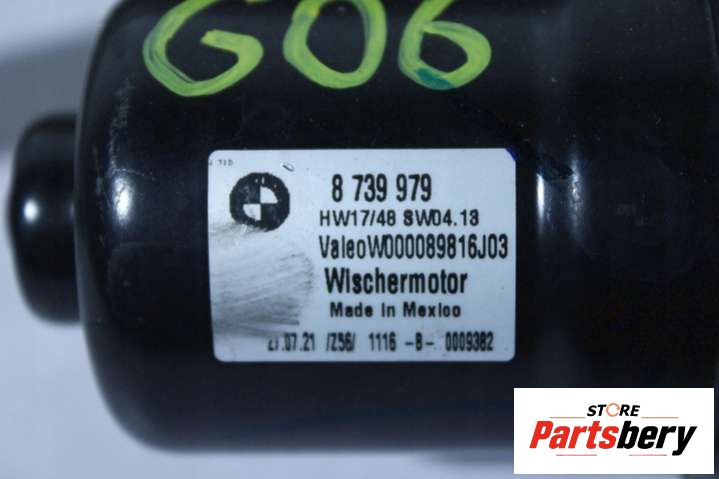 G06
8 739 979
HW17/48 SW04.13
ValeoW000089816J03
Wischermotor
Made in Mexico
27.07.21 /Z56/ 1116 -B- 0009382
STORE
Partsbery